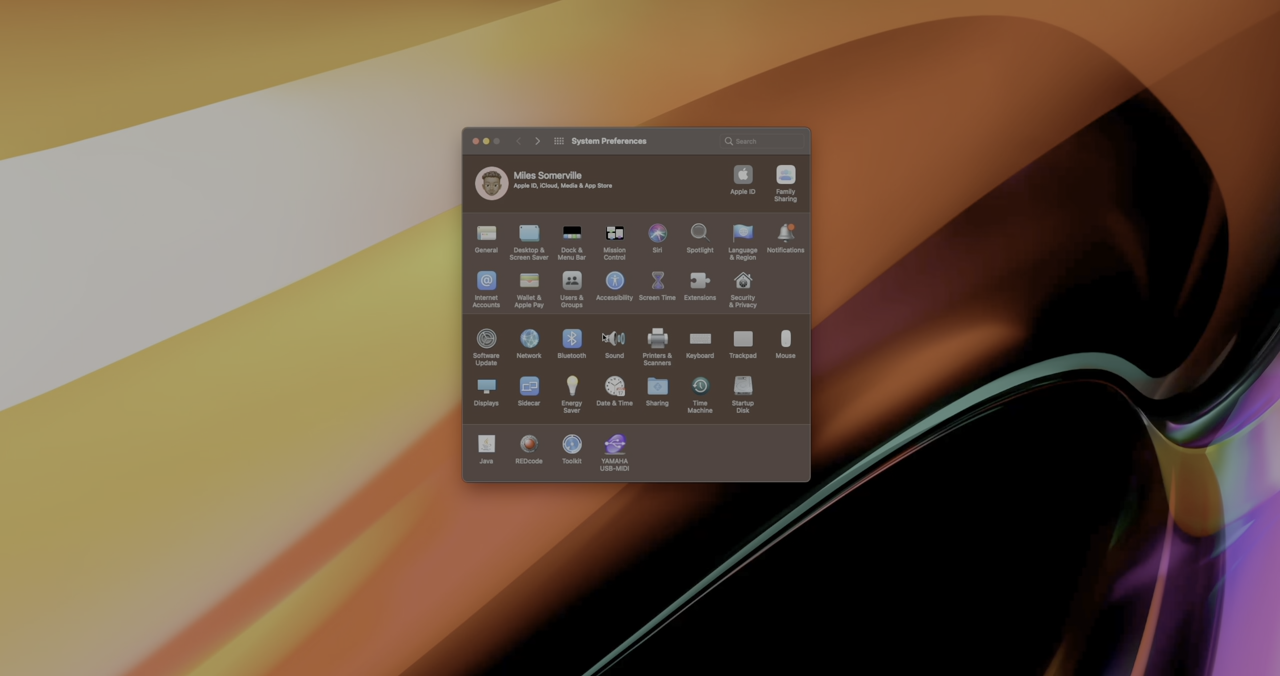 System Preferences
Search
Miles Somerville
Apple ID, iCloud, Media & App Store
Apple ID
Family
Sharing
General
Desktop &
Screen Saver
Dock &
Menu Bar
Mission
Control
Siri
Spotlight
Language
& Region
Notifications
Internet
Accounts
Wallet &
Apple Pay
Users &
Groups
Accessibility
Screen Time
Extensions
Security
& Privacy
Software
Update
Network
Bluetooth
Sound
Printers &
Scanners
Keyboard
Trackpad
Mouse
Displays
Sidecar
Energy
Saver
Date & Time
Sharing
Time
Machine
Startup
Disk
Java
REDcode
Toolkit
YAMAHA
USB-MIDI